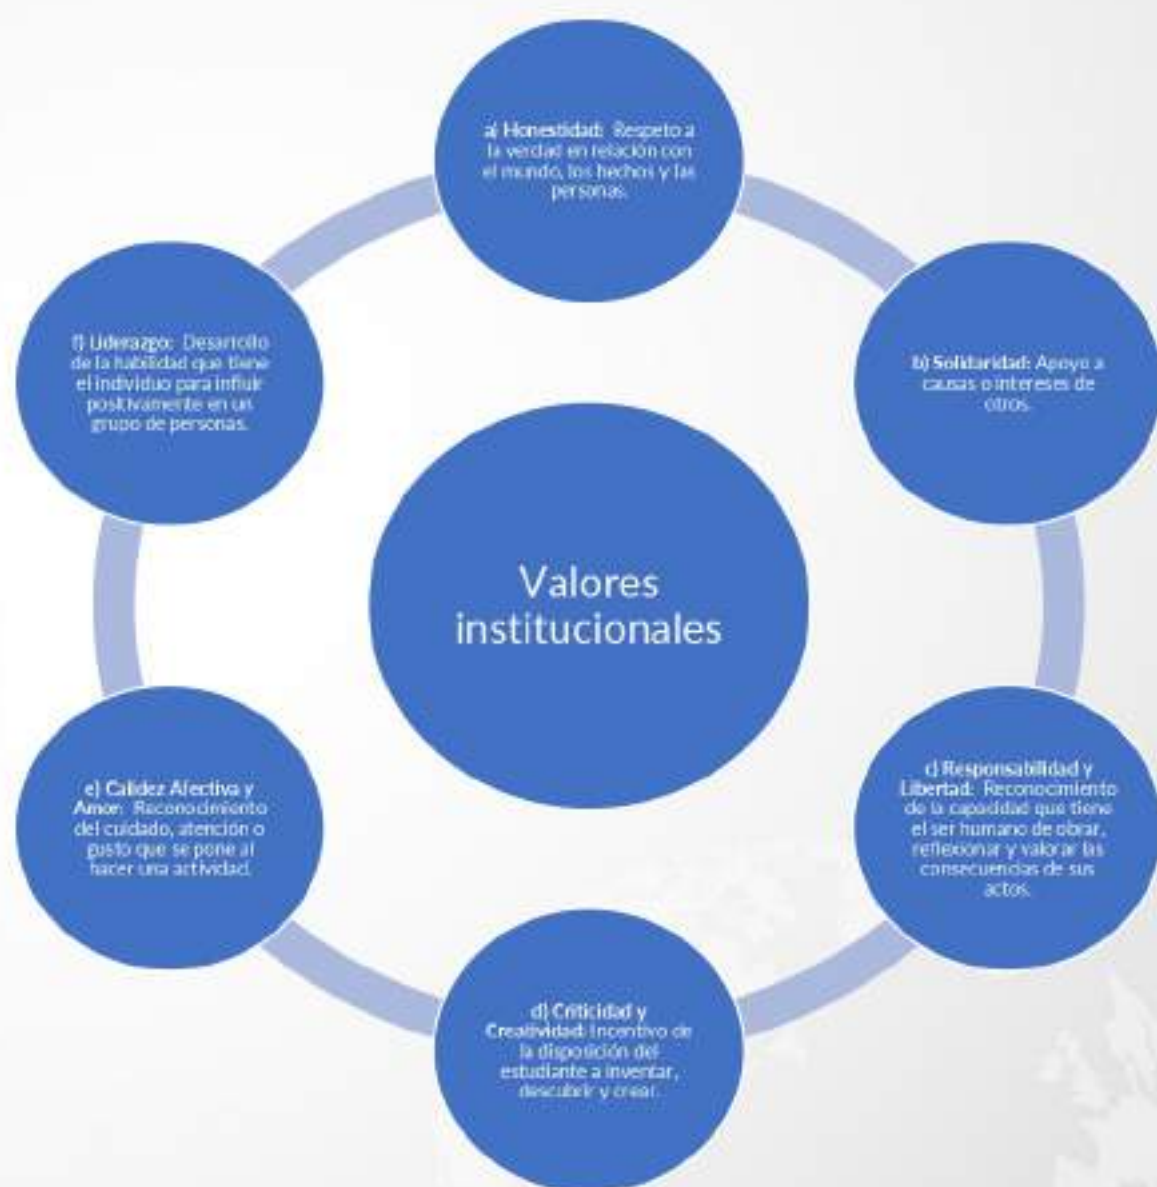 a) Honestidad: Respeto a
la verdad en relación con
el mundo, los hechos y las
personas.
b) Solidaridad: Apoyo a
causas o intereses de
otros.
c) Responsabilidad y
Libertad: Reconocimiento
de la capacidad que tiene
el ser humano de obrar,
reflexionar y valorar las
consecuencias de sus
actos.
d) Criticidad y
Creatividad: Incentivo de
la disposición del
estudiante a inventar,
descubrir y crear.
e) Calidez Afectiva y
Amor: Reconocimiento
del cuidado, atención o
gusto que se pone al
hacer una actividad.
f) Liderazgo: Desarrollo
de la habilidad que tiene
el individuo para influir
positivamente en un
grupo de personas.
Valores
institucionales